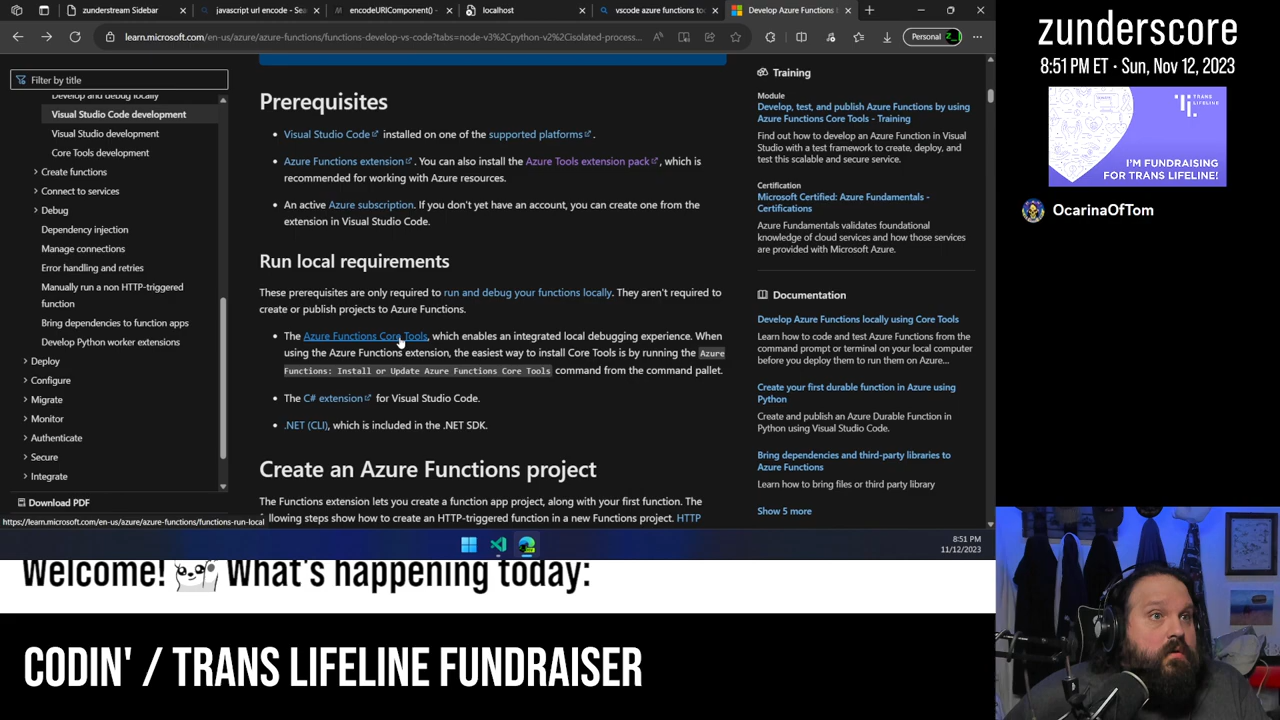 zunderstream Sidebar
javascript url encode - Sea
encodeURIComponent() -
localhost
vscode azure functions to
Develop Azure Functions
learn.microsoft.com/en-us/azure/azure-functions/functions-develop-vs-code?tabs=node-v3%2Cpython-v2%2Cisolated-process...
Personal
Filter by title
Develop and debug locally
Visual Studio Code development
Visual Studio development
Core Tools development
Create functions
Connect to services
Debug
Dependency injection
Manage connections
Error handling and retries
Manually run a non HTTP-triggered
function
Bring dependencies to function apps
Develop Python worker extensions
Deploy
Configure
Migrate
Monitor
Authenticate
Secure
Integrate
Download PDF
https://learn.microsoft.com/en-us/azure/azure-functions/functions-run-local
Prerequisites
• Visual Studio Code installed on one of the supported platforms.
• Azure Functions extension. You can also install the Azure Tools extension pack, which is
recommended for working with Azure resources.
• An active Azure subscription. If you don't yet have an account, you can create one from the
extension in Visual Studio Code.
Run local requirements
These prerequisites are only required to run and debug your functions locally. They aren't required to
create or publish projects to Azure Functions.
• The Azure Functions Core Tools, which enables an integrated local debugging experience. When
using the Azure Functions extension, the easiest way to install Core Tools is by running the Azure
Functions: Install or Update Azure Functions Core Tools command from the command pallet.
• The C# extension for Visual Studio Code.
• .NET (CLI), which is included in the .NET SDK.
Create an Azure Functions project
The Functions extension lets you create a function app project, along with your first function. The
following steps show how to create an HTTP-triggered function in a new Functions project. HTTP
Training
Module
Develop, test, and publish Azure Functions by using
Azure Functions Core Tools - Training
Find out how to develop an Azure Function in Visual
Studio with a test framework to create, deploy, and
test this scalable and secure service.
Certification
Microsoft Certified: Azure Fundamentals -
Certifications
Azure Fundamentals validates foundational
knowledge of cloud services and how those services
are provided with Microsoft Azure.
Documentation
Develop Azure Functions locally using Core Tools
Learn how to code and test Azure Functions from the
command prompt or terminal on your local computer
before you deploy them to run them on Azure...
Create your first durable function in Azure using
Python
Create and publish an Azure Durable Function in
Python using Visual Studio Code.
Bring dependencies and third-party libraries to
Azure Functions
Learn how to bring files or third party library
Show 5 more
8:51 PM
11/12/2023
zunderscore
8:51 PM ET · Sun, Nov 12, 2023
TRANS
LIFELINE
I'M FUNDRAISING
FOR TRANS LIFELINE!
OcarinaOfTom
Welcome! What's happening today:
CODIN' / TRANS LIFELINE FUNDRAISER